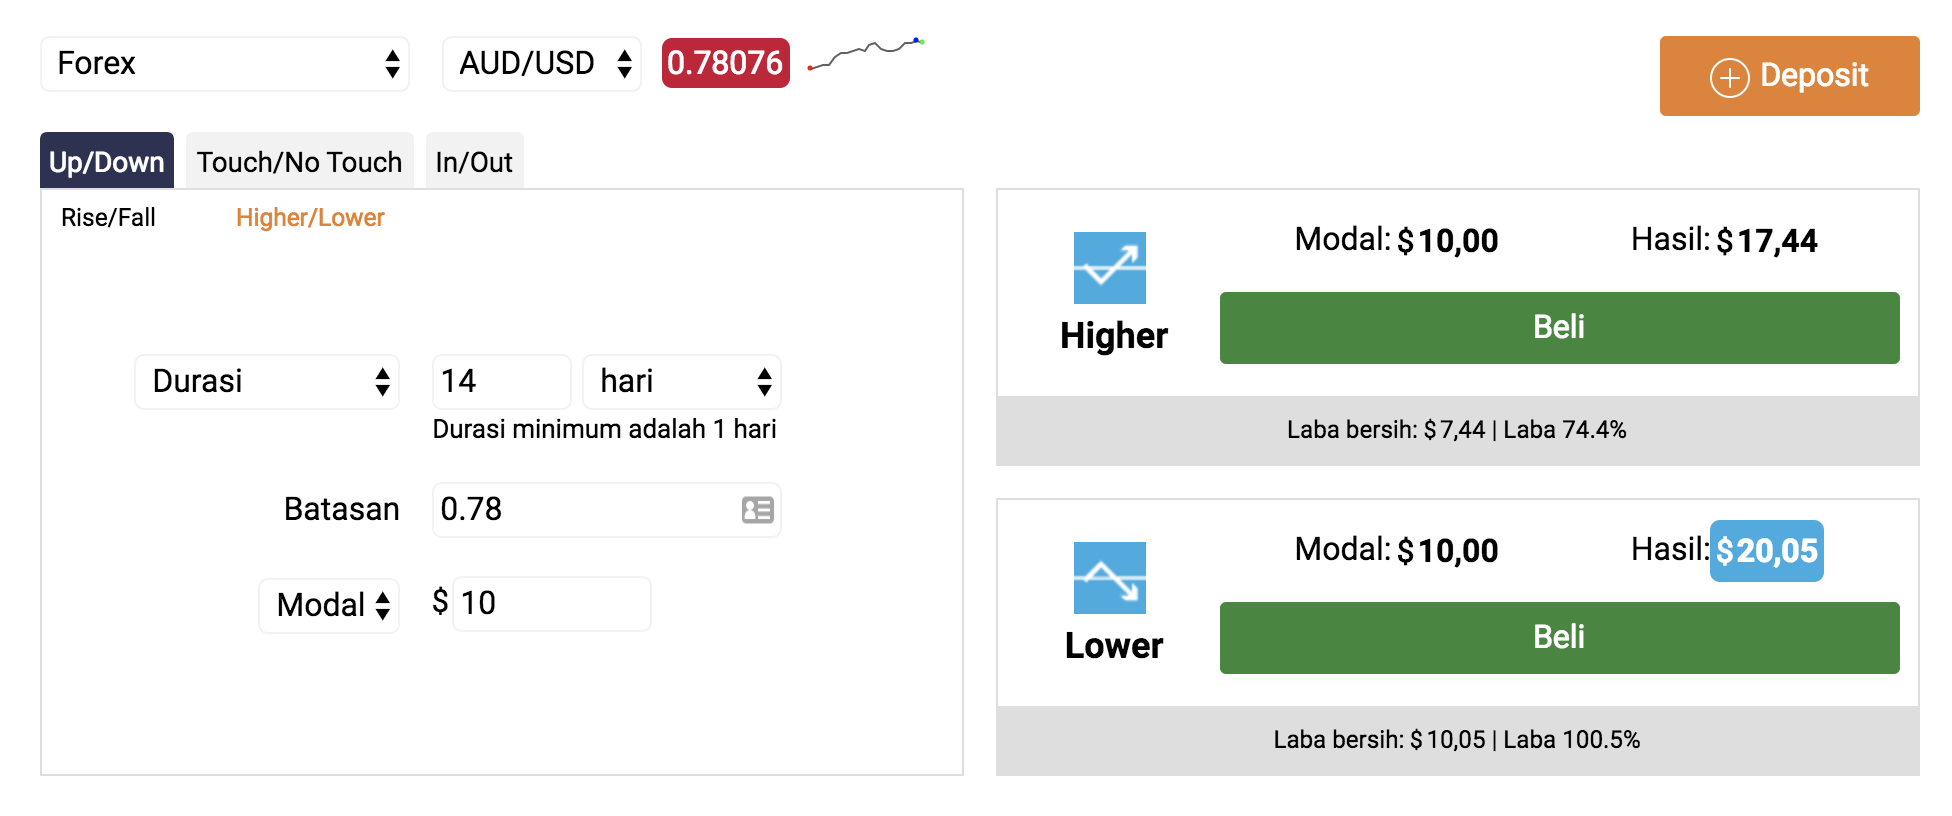 Forex AUD/USD 0.78076
Deposit
Up/Down Touch/No Touch In/Out
Rise/Fall Higher/Lower
Durasi 14 hari
Durasi minimum adalah 1 hari
Batasan 0.78
Modal $ 10
Modal: $ 10,00 Hasil: $ 17,44
Higher
Beli
Laba bersih: $ 7,44 | Laba 74.4%
Modal: $ 10,00 Hasil: $ 20,05
Lower
Beli
Laba bersih: $ 10,05 | Laba 100.5%